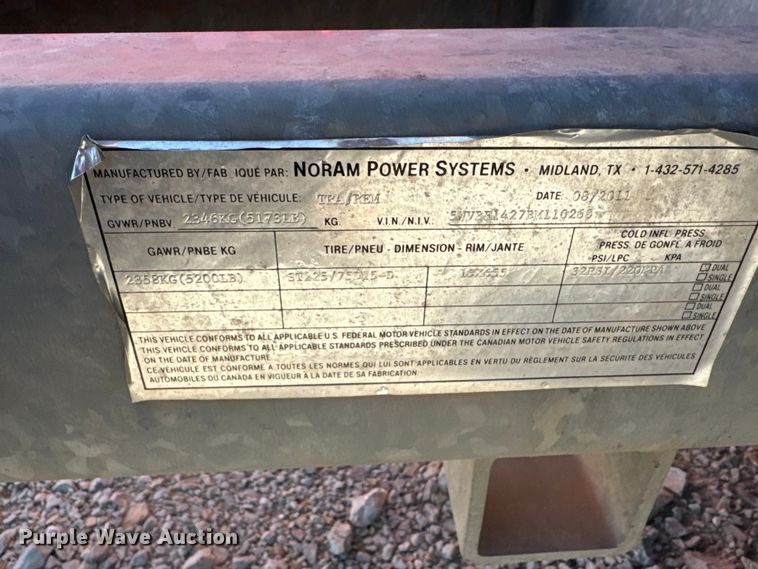 MANUFACTURED BY/FAB IQUÉ PAR: NORAM POWER SYSTEMS • MIDLAND, TX • 1-432-571-4285
TYPE OF VEHICLE/TYPE DE VÉHICULE: TRA/REM DATE: 08/2011
GVWR/PNBV 2346KG(5173LB) KG. V.I.N./N.I.V.
GAWR/PNBE KG TIRE/PNEU - DIMENSION - RIM/JANTE COLD INFL. PRESS
PRESS. DE GONFL. A FROID
PSI/LPC KPA
2358KG(5200LB) ST225/75D15-D 32PSI/220KPA DUAL
SINGLE
DUAL
SINGLE
DUAL
SINGLE
THIS VEHICLE CONFORMS TO ALL APPLICABLE U.S. FEDERAL MOTOR VEHICLE STANDARDS IN EFFECT ON THE DATE OF MANUFACTURE SHOWN ABOVE
THIS VEHICLE CONFORMS TO ALL APPLICABLE STANDARDS PRESCRIBED UNDER THE CANADIAN MOTOR VEHICLE SAFETY REGULATIONS IN EFFECT
ON THE DATE OF MANUFACTURE.
CE VÉHICULE EST CONFORME A TOUTES LES NORMES QUI LUI SONT APPLICABLES EN VERTU DU RÈGLEMENT SUR LA SECURITÉ DES VÉHICULES
AUTOMOBILES DU CANADA EN VIGUEUR À LA DATE DE SA FABRICATION.
Purple Wave Auction